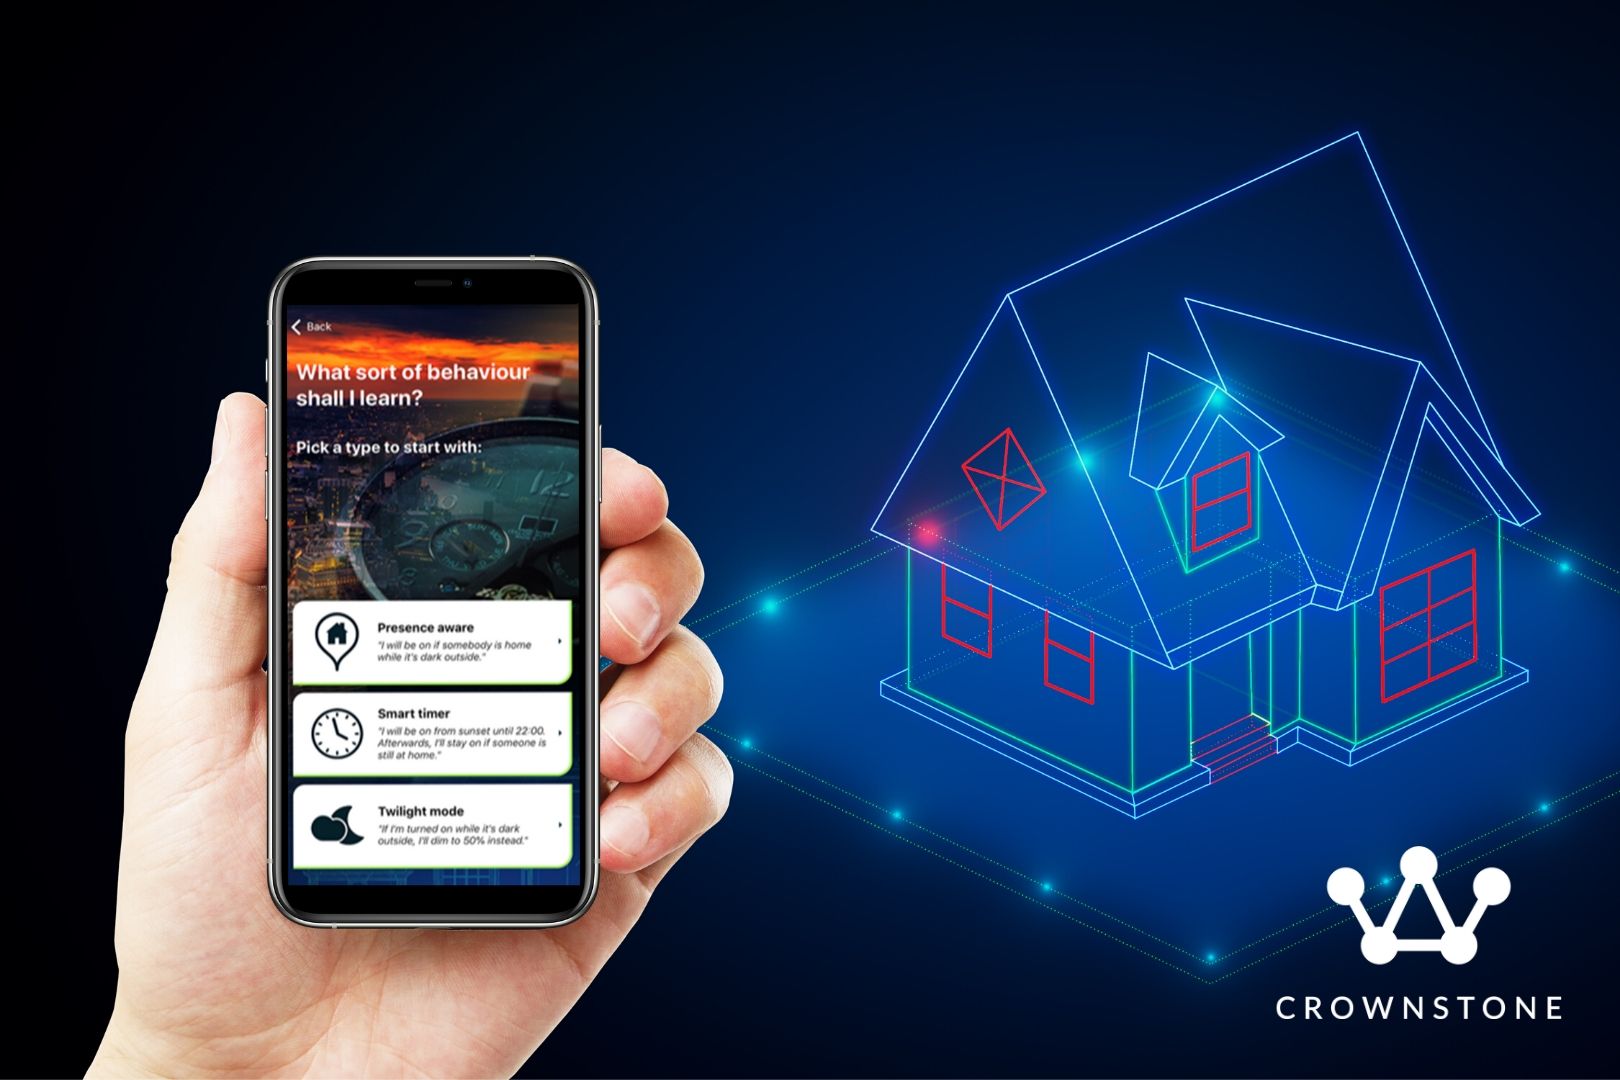 Back
What sort of behaviour
shall I learn?
Pick a type to start with:
Presence aware
"I will be on if somebody is home
while it's dark outside."
Smart timer
"I will be on from sunset until 22:00.
Afterwards, I'll stay on if someone is
still at home."
Twilight mode
"If I'm turned on while it's dark
outside, I'll dim to 50% instead."
CROWNSTONE